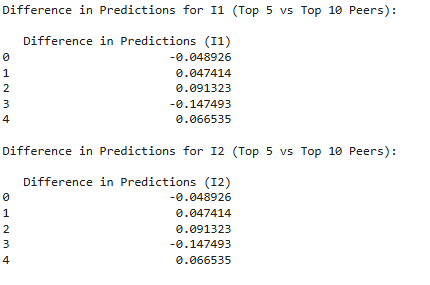 Difference in Predictions for I1 (Top 5 vs Top 10 Peers):
Difference in Predictions (I1)
0 -0.048926
1 0.047414
2 0.091323
3 -0.147493
4 0.066535
Difference in Predictions for I2 (Top 5 vs Top 10 Peers):
Difference in Predictions (I2)
0 -0.048926
1 0.047414
2 0.091323
3 -0.147493
4 0.066535